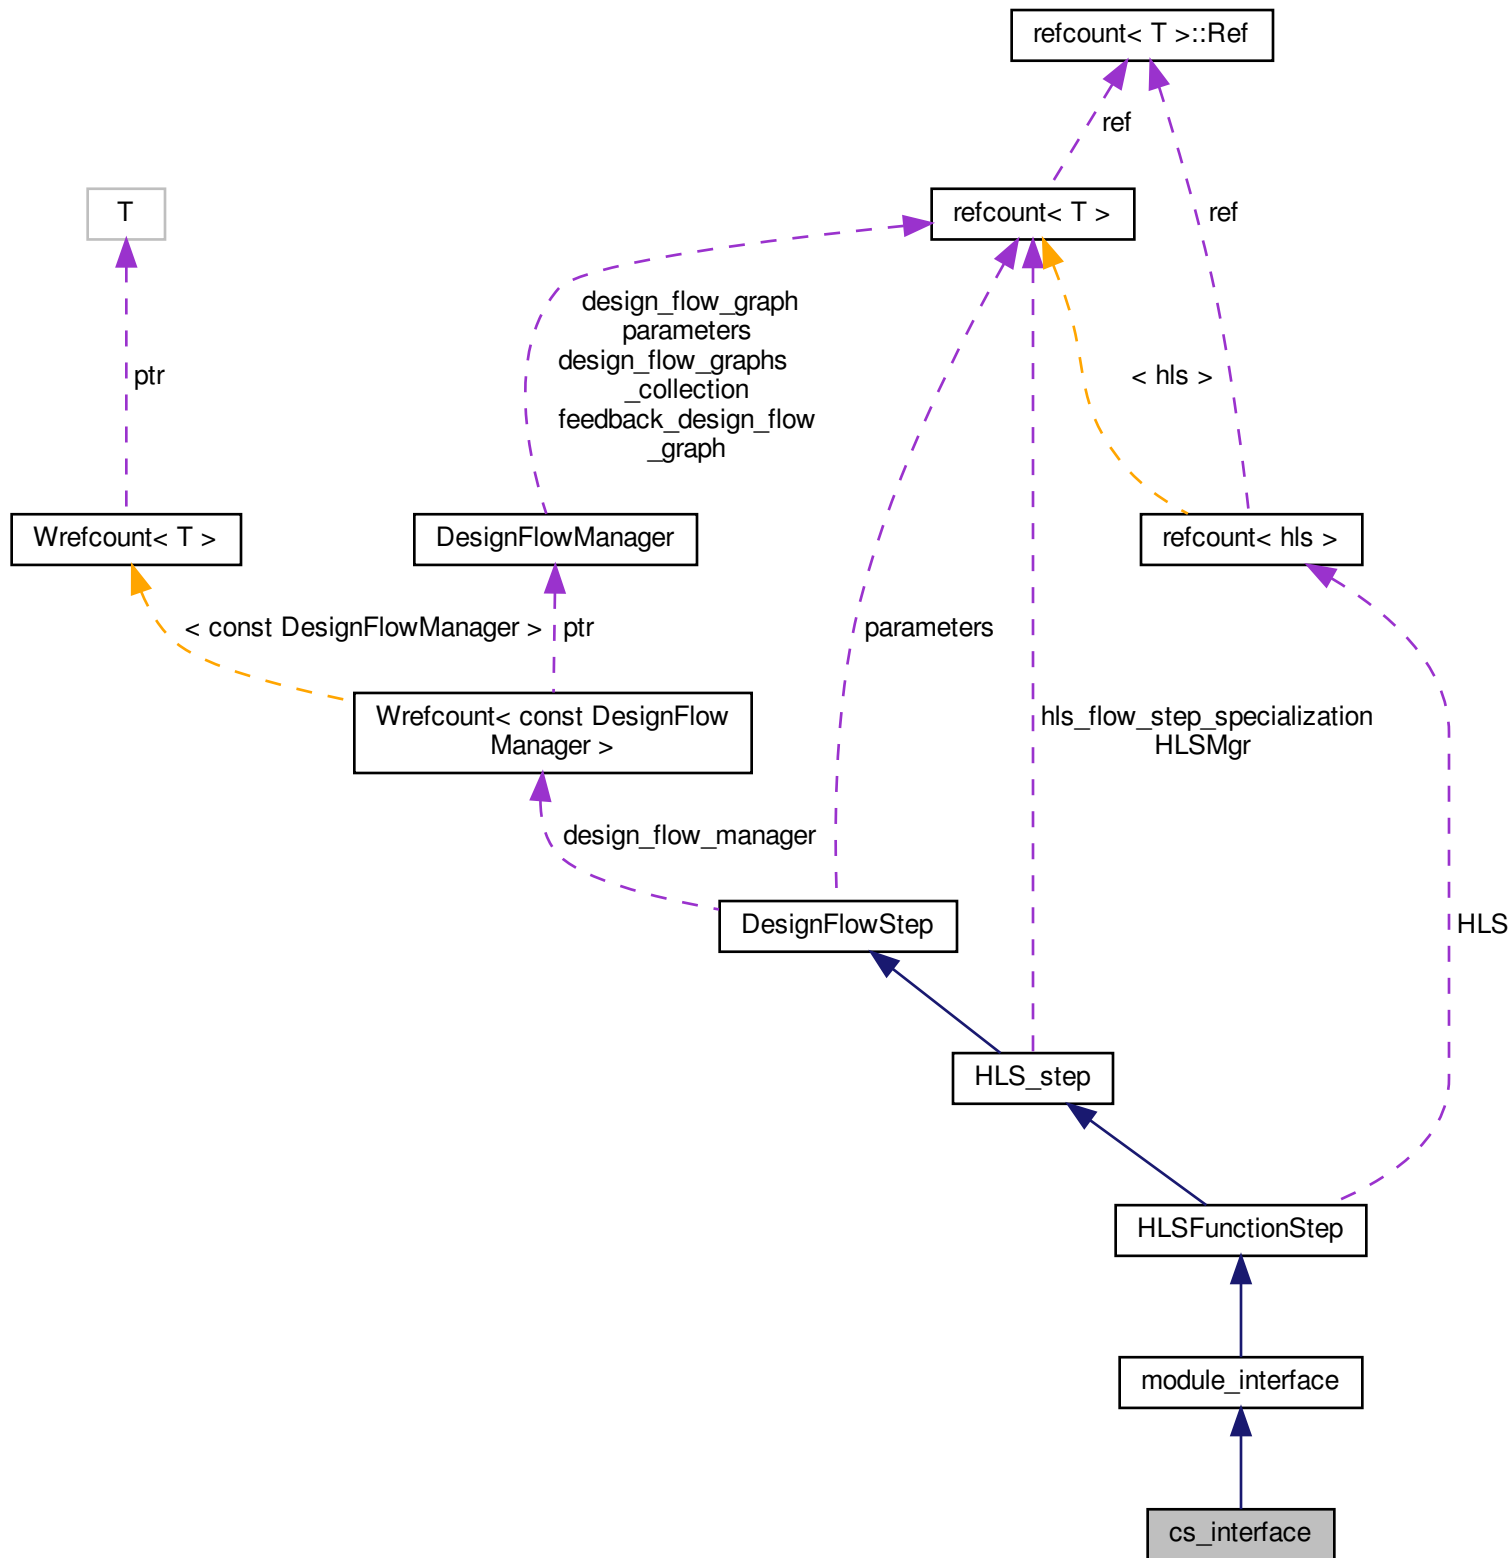 refcount< T >::Ref
ref
T
refcount< T >
ref
design_flow_graph
parameters
design_flow_graphs
_collection
feedback_design_flow
_graph
ptr
< hls >
Wrefcount< T >
DesignFlowManager
refcount< hls >
< const DesignFlowManager >
ptr
parameters
Wrefcount< const DesignFlow
Manager >
hls_flow_step_specialization
HLSMgr
design_flow_manager
DesignFlowStep
HLS
HLS_step
HLSFunctionStep
module_interface
cs_interface